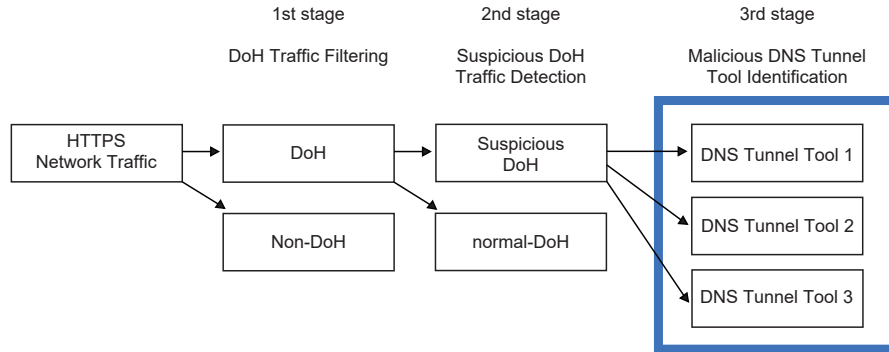 1st stage
DoH Traffic Filtering
2nd stage
Suspicious DoH
Traffic Detection
3rd stage
Malicious DNS Tunnel
Tool Identification
HTTPS
Network Traffic
DoH
Non-DoH
Suspicious
DoH
normal-DoH
DNS Tunnel Tool 1
DNS Tunnel Tool 2
DNS Tunnel Tool 3